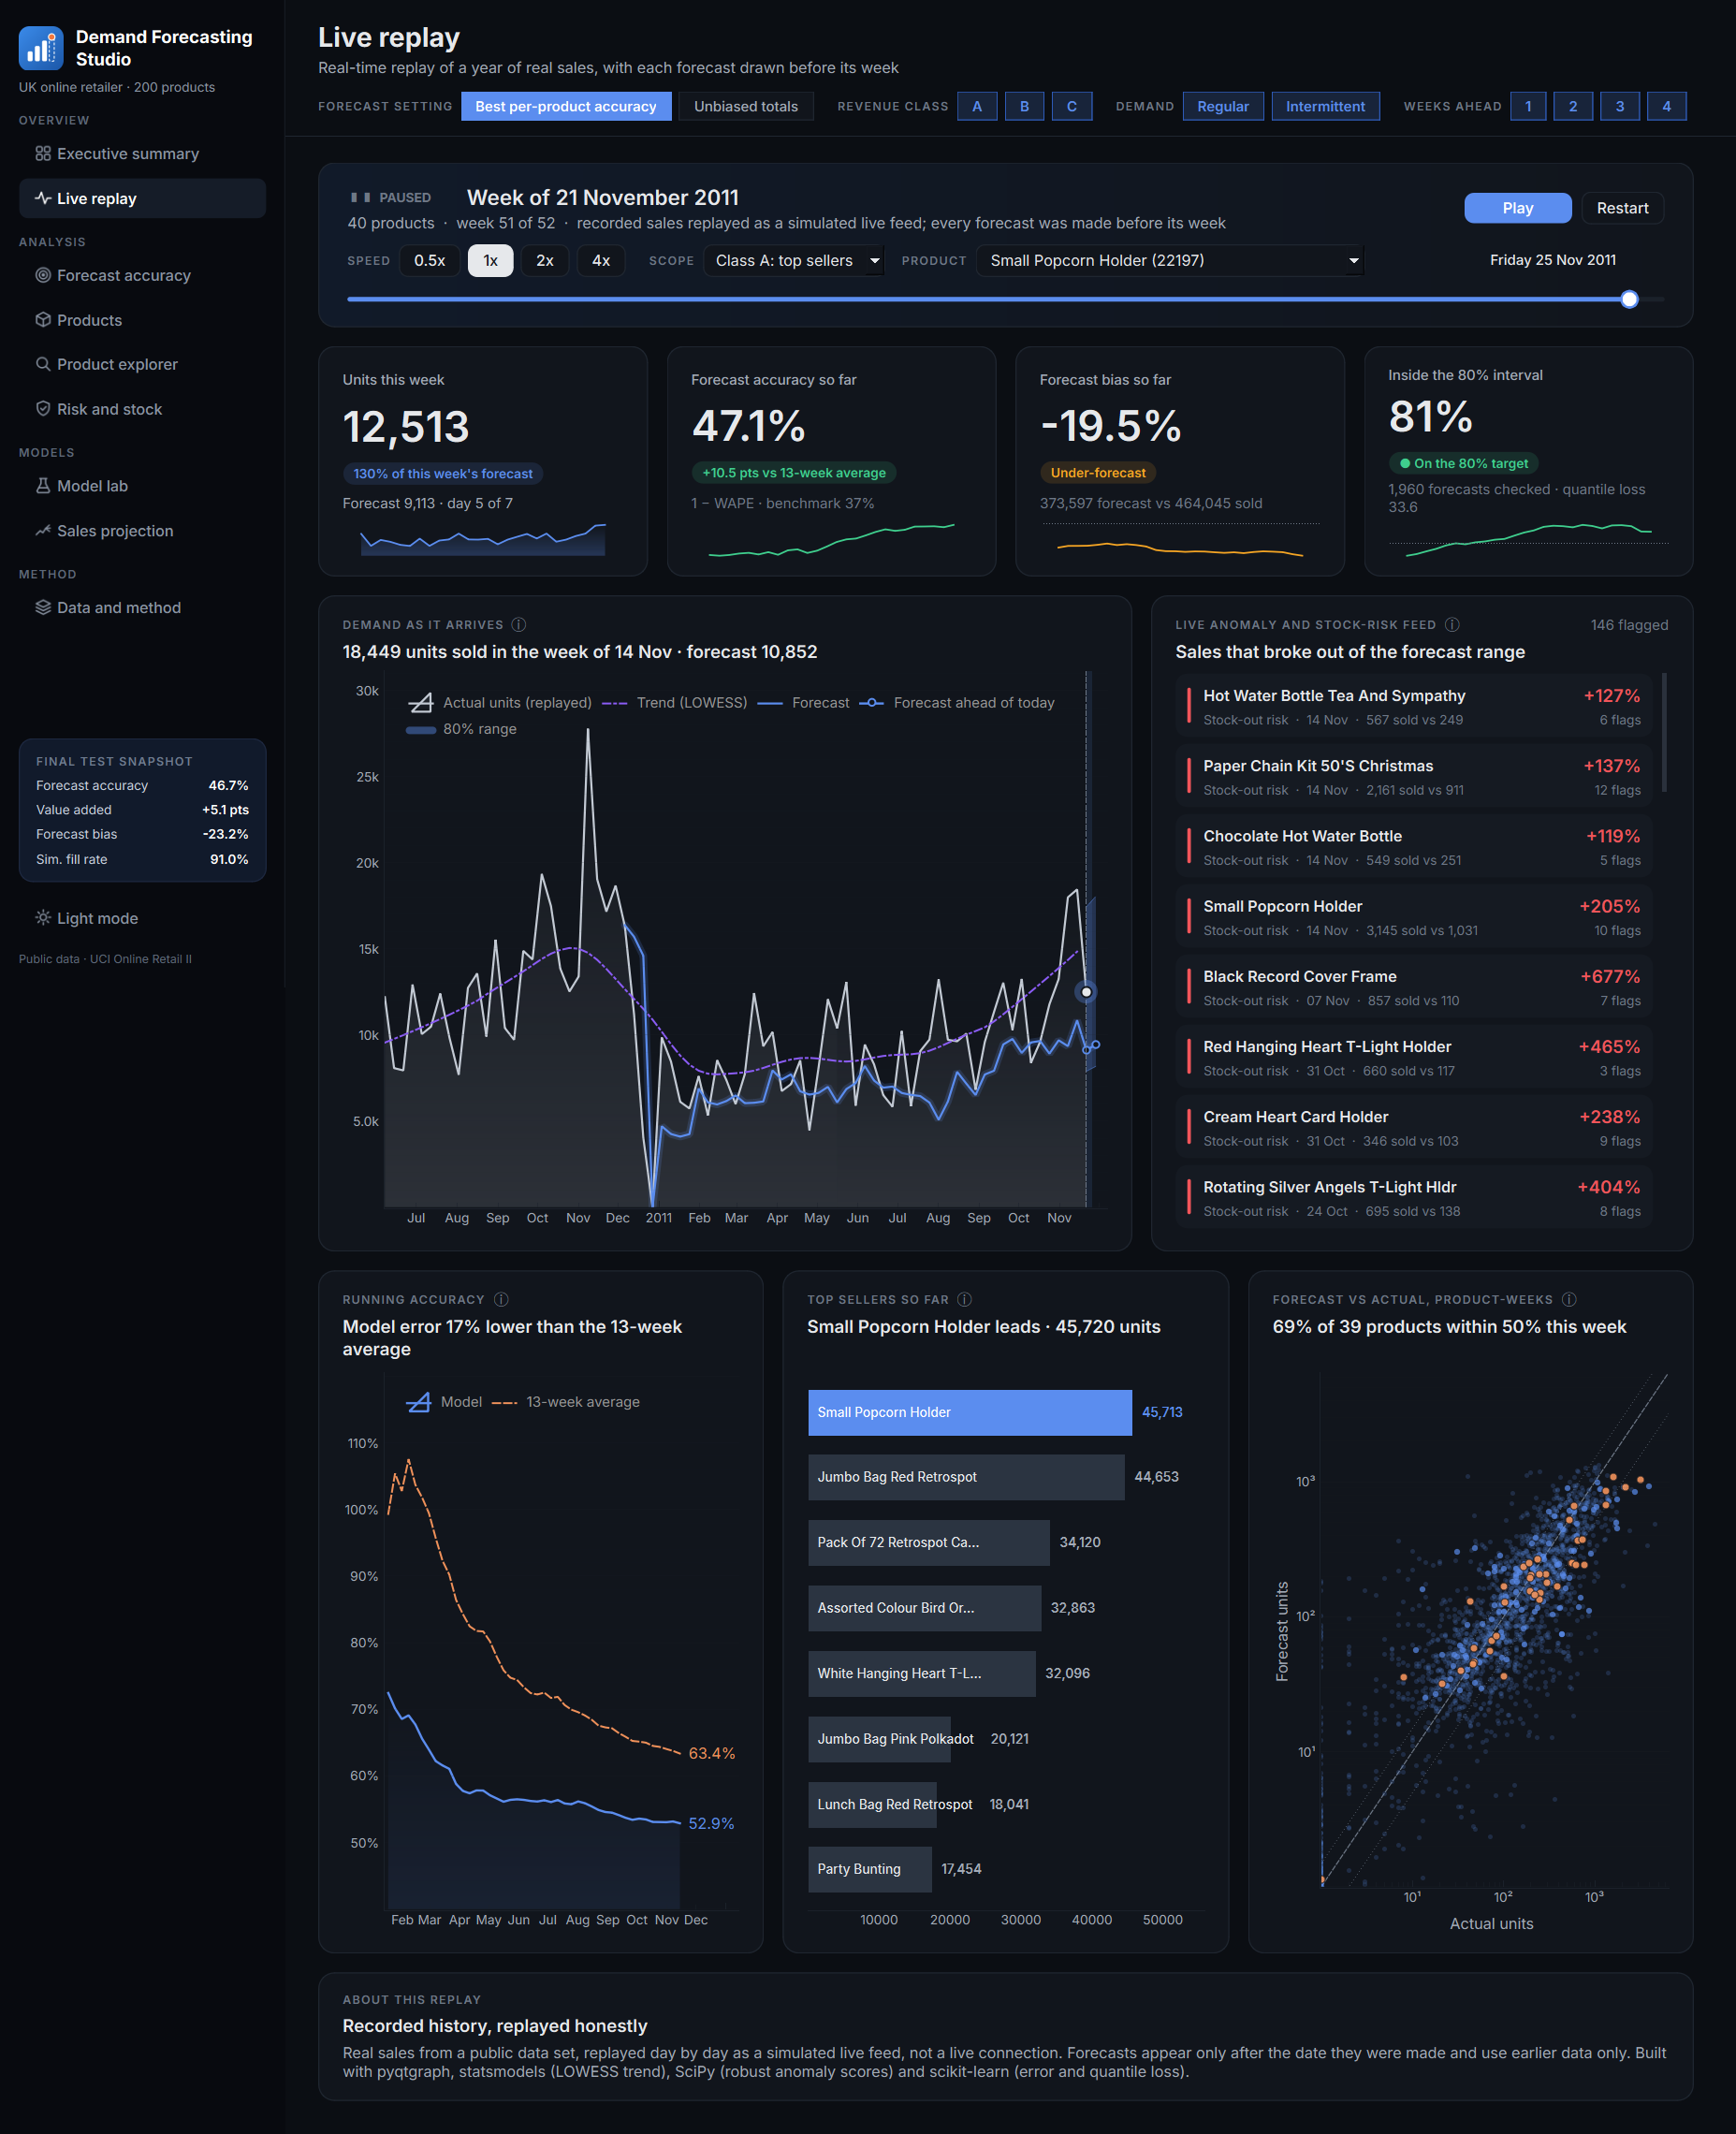 Demand Forecasting
Studio
UK online retailer · 200 products
OVERVIEW
Executive summary
Live replay
ANALYSIS
Forecast accuracy
Products
Product explorer
Risk and stock
MODELS
Model lab
Sales projection
METHOD
Data and method
FINAL TEST SNAPSHOT
Forecast accuracy 46.7%
Value added +5.1 pts
Forecast bias -23.2%
Sim. fill rate 91.0%
Light mode
Public data · UCI Online Retail II
Live replay
Real-time replay of a year of real sales, with each forecast drawn before its week
FORECAST SETTING Best per-product accuracy Unbiased totals REVENUE CLASS A B C DEMAND Regular Intermittent WEEKS AHEAD 1 2 3 4
PAUSED Week of 21 November 2011
40 products · week 51 of 52 · recorded sales replayed as a simulated live feed; every forecast was made before its week
Play Restart
SPEED 0.5x 1x 2x 4x SCOPE Class A: top sellers PRODUCT Small Popcorn Holder (22197) Friday 25 Nov 2011
Units this week
12,513
130% of this week's forecast
Forecast 9,113 · day 5 of 7
Forecast accuracy so far
47.1%
+10.5 pts vs 13-week average
1 − WAPE · benchmark 37%
Forecast bias so far
-19.5%
Under-forecast
373,597 forecast vs 464,045 sold
Inside the 80% interval
81%
On the 80% target
1,960 forecasts checked · quantile loss
33.6
DEMAND AS IT ARRIVES ⓘ
18,449 units sold in the week of 14 Nov · forecast 10,852
Actual units (replayed) Trend (LOWESS) Forecast Forecast ahead of today
80% range
30k
25k
20k
15k
10k
5.0k
Jul Aug Sep Oct Nov Dec 2011 Feb Mar Apr May Jun Jul Aug Sep Oct Nov
LIVE ANOMALY AND STOCK-RISK FEED ⓘ 146 flagged
Sales that broke out of the forecast range
Hot Water Bottle Tea And Sympathy +127%
Stock-out risk · 14 Nov · 567 sold vs 249 6 flags
Paper Chain Kit 50'S Christmas +137%
Stock-out risk · 14 Nov · 2,161 sold vs 911 12 flags
Chocolate Hot Water Bottle +119%
Stock-out risk · 14 Nov · 549 sold vs 251 5 flags
Small Popcorn Holder +205%
Stock-out risk · 14 Nov · 3,145 sold vs 1,031 10 flags
Black Record Cover Frame +677%
Stock-out risk · 07 Nov · 857 sold vs 110 7 flags
Red Hanging Heart T-Light Holder +465%
Stock-out risk · 31 Oct · 660 sold vs 117 3 flags
Cream Heart Card Holder +238%
Stock-out risk · 31 Oct · 346 sold vs 103 9 flags
Rotating Silver Angels T-Light Hldr +404%
Stock-out risk · 24 Oct · 695 sold vs 138 8 flags
RUNNING ACCURACY ⓘ
Model error 17% lower than the 13-week
average
Model 13-week average
110%
100%
90%
80%
70%
60%
50%
63.4%
52.9%
Feb Mar Apr May Jun Jul Aug Sep Oct Nov Dec
TOP SELLERS SO FAR ⓘ
Small Popcorn Holder leads · 45,720 units
Small Popcorn Holder 45,713
Jumbo Bag Red Retrospot 44,653
Pack Of 72 Retrospot Ca... 34,120
Assorted Colour Bird Or... 32,863
White Hanging Heart T-L... 32,096
Jumbo Bag Pink Polkadot 20,121
Lunch Bag Red Retrospot 18,041
Party Bunting 17,454
10000 20000 30000 40000 50000
FORECAST VS ACTUAL, PRODUCT-WEEKS ⓘ
69% of 39 products within 50% this week
Forecast units
10³
10²
10¹
10¹ 10² 10³
Actual units
ABOUT THIS REPLAY
Recorded history, replayed honestly
Real sales from a public data set, replayed day by day as a simulated live feed, not a live connection. Forecasts appear only after the date they were made and use earlier data only. Built
with pyqtgraph, statsmodels (LOWESS trend), SciPy (robust anomaly scores) and scikit-learn (error and quantile loss).